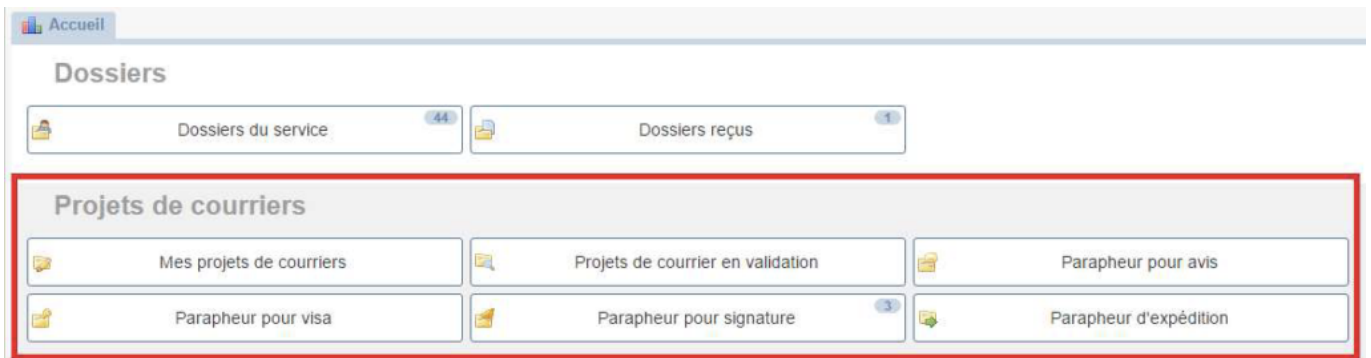 Accueil
Dossiers
Dossiers du service 44 Dossiers reçus 1
Projets de courriers
Mes projets de courriers Projets de courrier en validation Parapheur pour avis
Parapheur pour visa Parapheur pour signature 3 Parapheur d'expédition